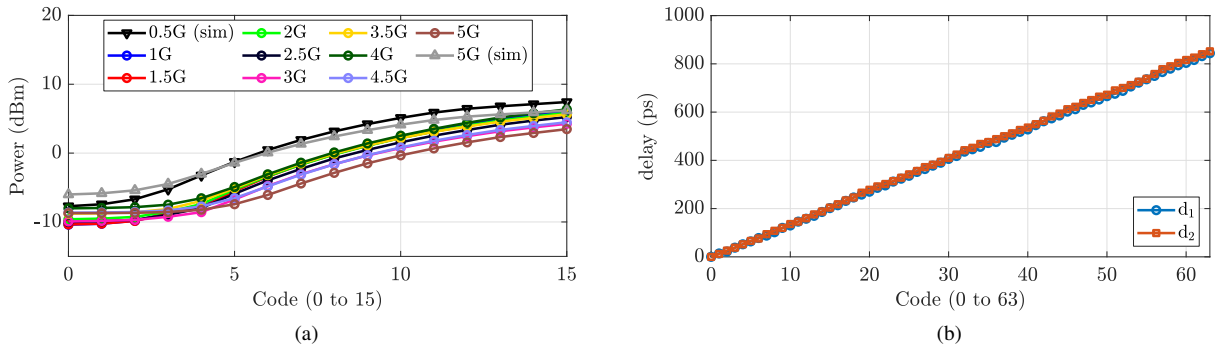 20
10
0
-10
Power (dBm)
0.5G (sim) 2G 3.5G 5G
1G 2.5G 4G 5G (sim)
1.5G 3G 4.5G
0 5 10 15
Code (0 to 15)
(a)
1000
800
600
400
200
0
delay (ps)
d1
d2
0 10 20 30 40 50 60
Code (0 to 63)
(b)